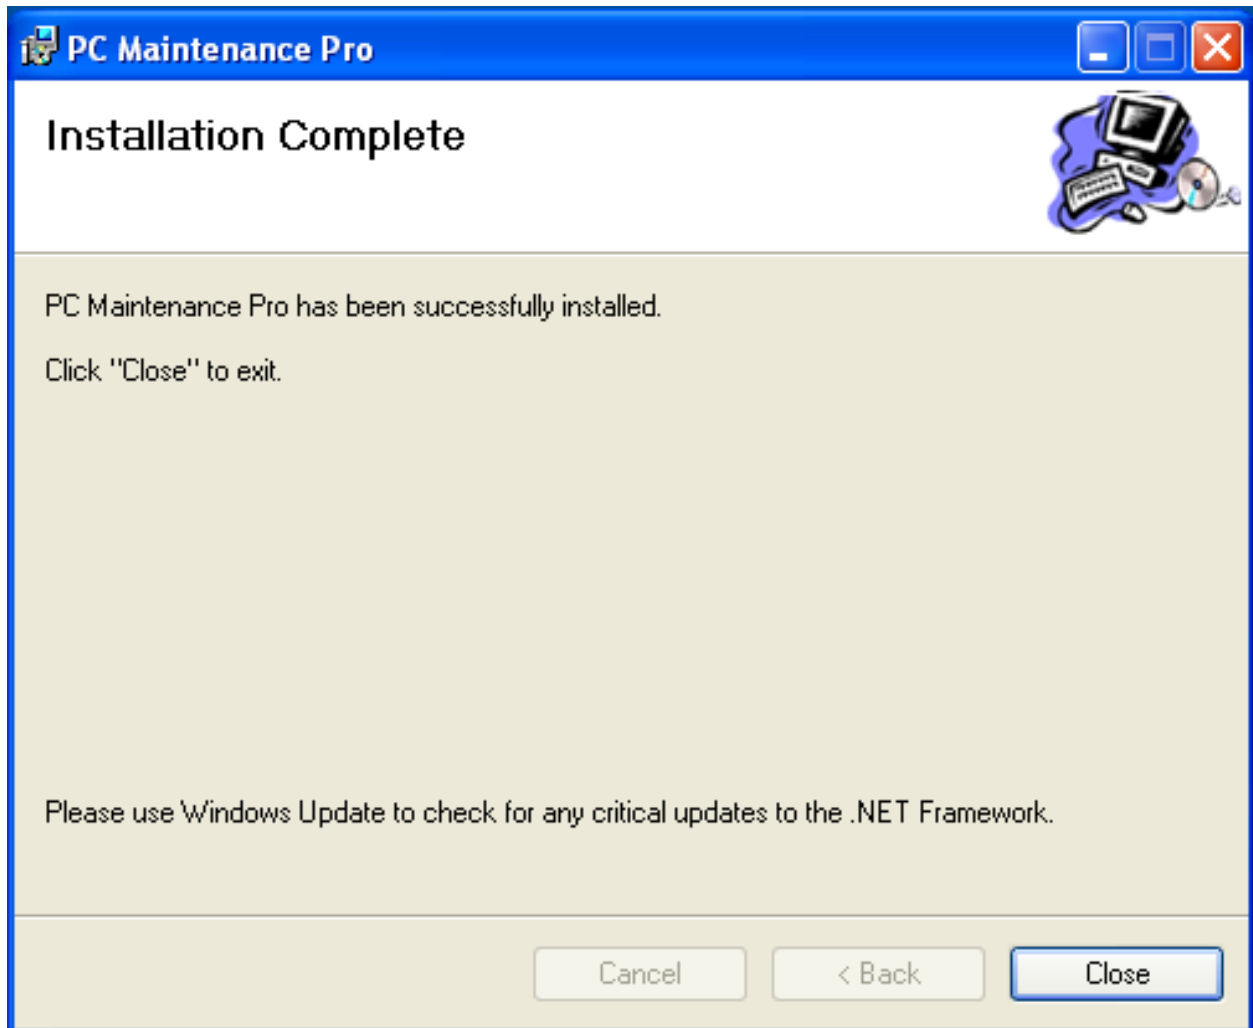 PC Maintenance Pro
Installation Complete
PC Maintenance Pro has been successfully installed.
Click "Close" to exit.
Please use Windows Update to check for any critical updates to the .NET Framework.
Cancel
< Back
Close